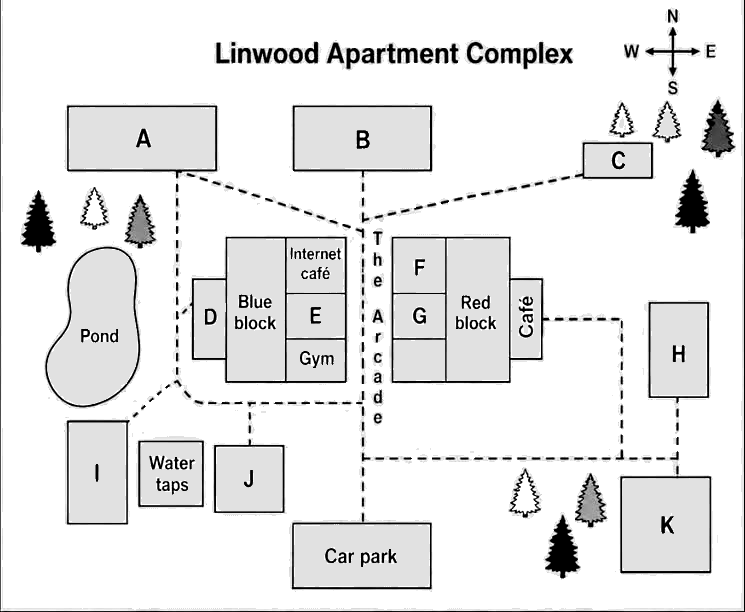 Linwood Apartment Complex
N
W E
S
A
B
C
The Arcade
Internet
café
F
D
Blue
block
E
G
Red
block
Café
Pond
Gym
H
I
Water
taps
J
K
Car park